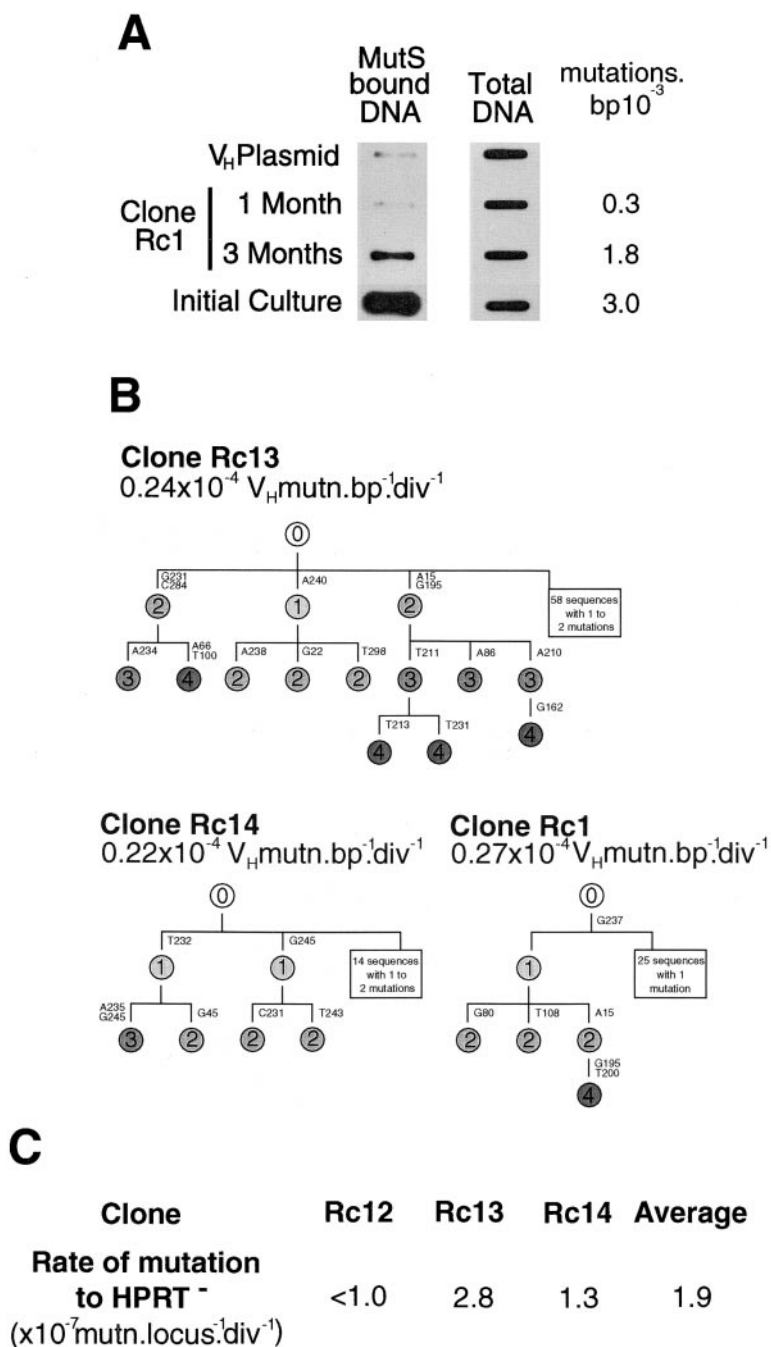 A
MutS bound DNA
Total DNA
mutations. bp10⁻³
VHPlasmid
Clone Rc1
1 Month 0.3
3 Months 1.8
Initial Culture 3.0
B
Clone Rc13
0.24x10⁻⁴ VHmutn.bp⁻¹.div⁻¹
0
G231 C284
A240
A15 G195
58 sequences with 1 to 2 mutations
2 1 2
A234
A66 T100
A238
G22
T298
T211
A86
A210
3 4 2 2 2 3 3 3
T213
T231
G162
4 4 4
Clone Rc14
0.22x10⁻⁴ VHmutn.bp⁻¹.div⁻¹
0
T232
G245
14 sequences with 1 to 2 mutations
1 1
A235 G245
G45
C231
T243
3 2 2 2
Clone Rc1
0.27x10⁻⁴ VHmutn.bp⁻¹.div⁻¹
0
G237
25 sequences with 1 mutation
1
G80
T108
A15
2 2 2
G195 T200
4
C
Clone Rc12 Rc13 Rc14 Average
Rate of mutation
to HPRT⁻ <1.0 2.8 1.3 1.9
(x10⁻⁷mutn.locus⁻¹.div⁻¹)